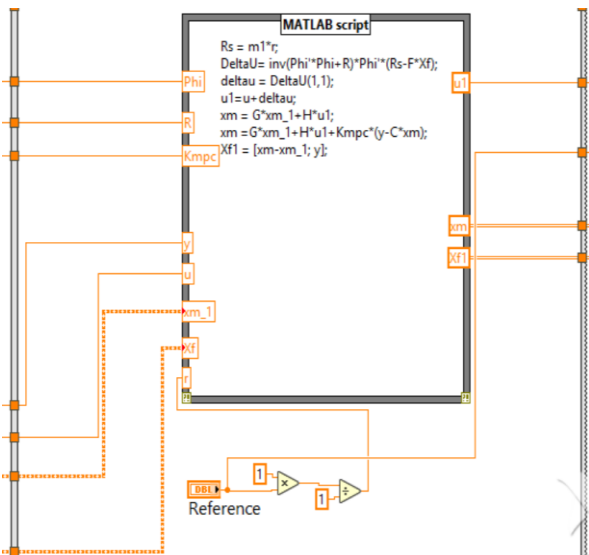 MATLAB script
Rs = m1*r;
DeltaU= inv(Phi'*Phi+R)*Phi'*(Rs-F*Xf);
deltau = DeltaU(1,1);
u1=u+deltau;
xm = G*xm_1+H*u1;
xm =G*xm_1+H*u1+Kmpc*(y-C*xm);
Xf1 = [xm-xm_1; y];
Phi
R
Kmpc
y
u
xm_1
Xf
r
u1
xm
Xf1
DBL
Reference
1
×
1
÷